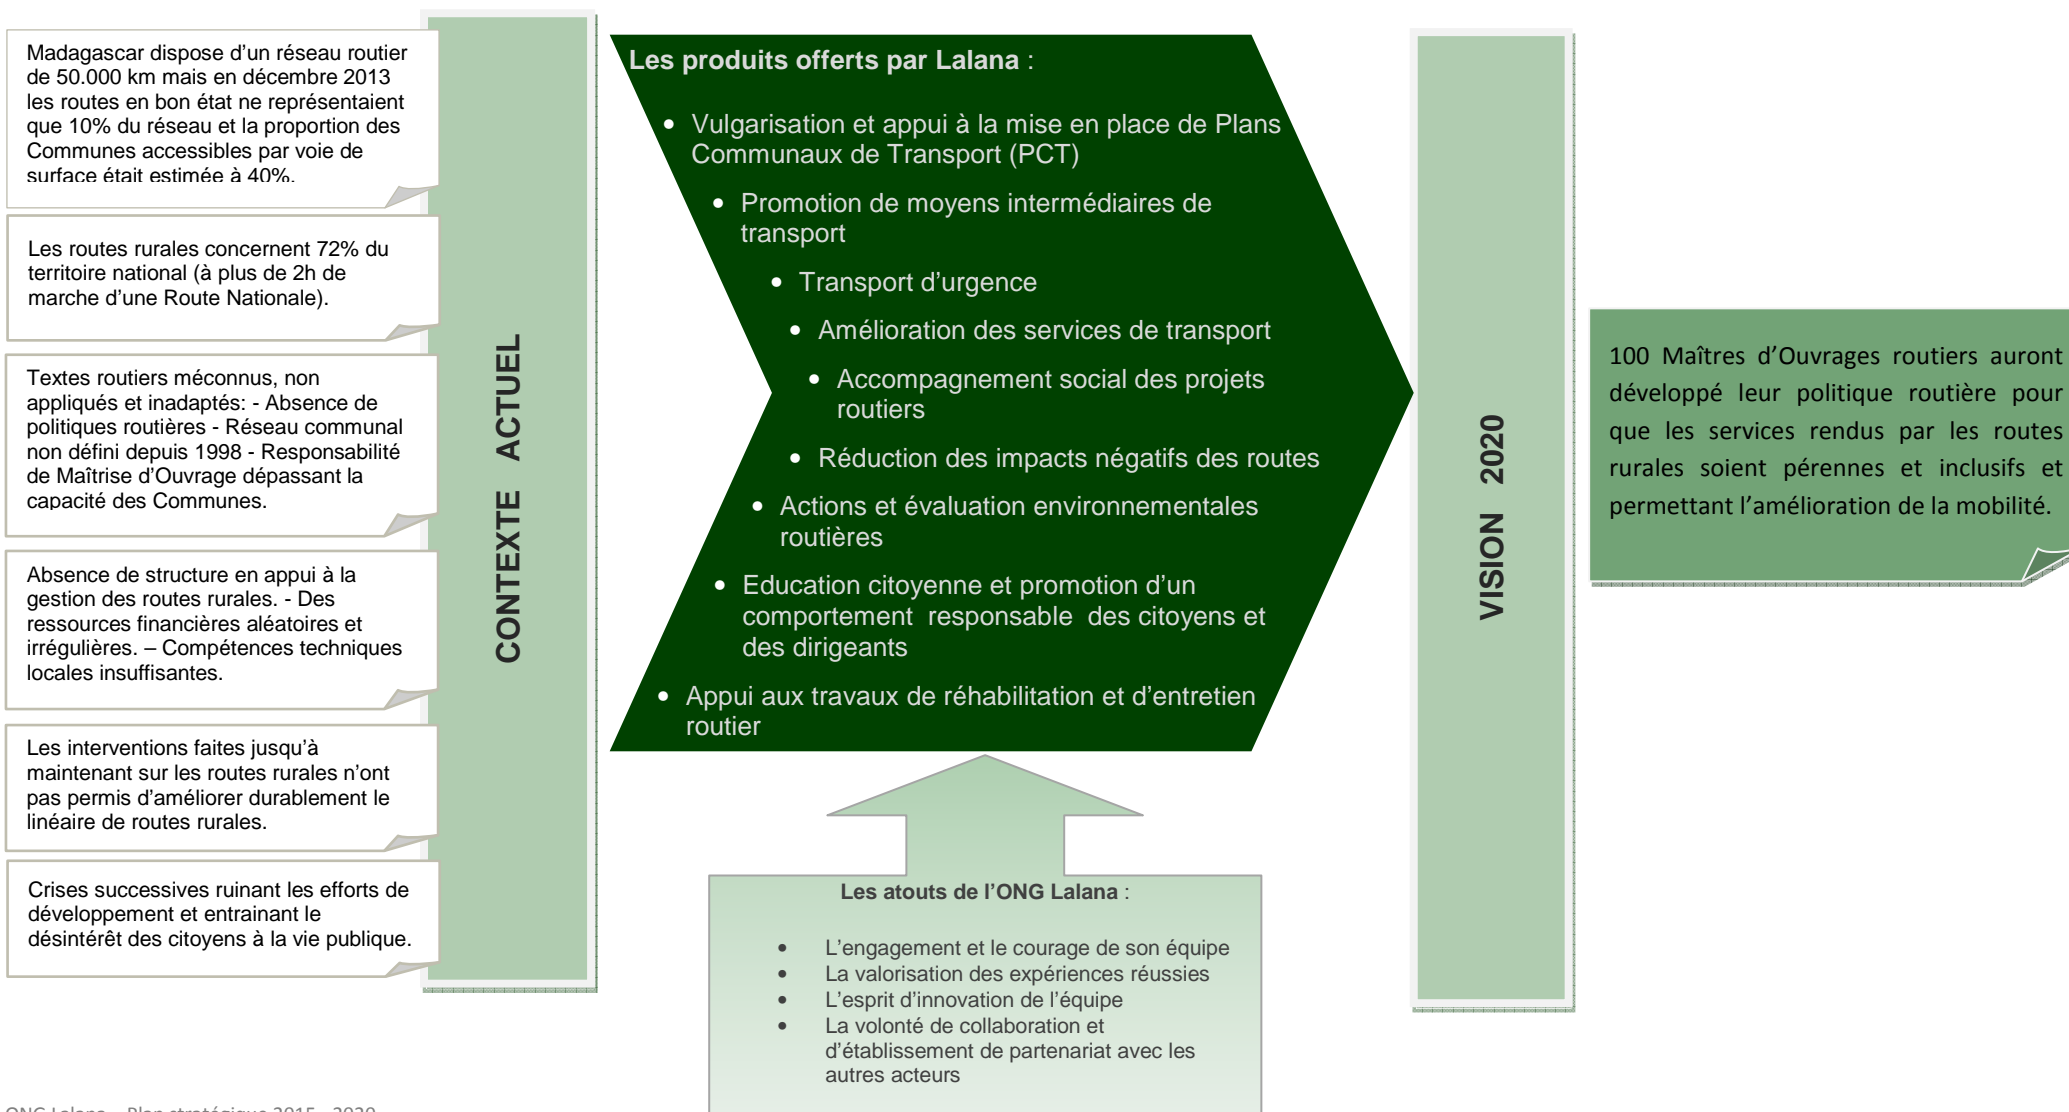 Madagascar dispose d’un réseau routier
de 50.000 km mais en décembre 2013
les routes en bon état ne représentaient
que 10% du réseau et la proportion des
Communes accessibles par voie de
surface était estimée à 40%.
Les routes rurales concernent 72% du
territoire national (à plus de 2h de
marche d’une Route Nationale).
Textes routiers méconnus, non
appliqués et inadaptés: - Absence de
politiques routières - Réseau communal
non défini depuis 1998 - Responsabilité
de Maîtrise d’Ouvrage dépassant la
capacité des Communes.
Absence de structure en appui à la
gestion des routes rurales. - Des
ressources financières aléatoires et
irrégulières. – Compétences techniques
locales insuffisantes.
Les interventions faites jusqu’à
maintenant sur les routes rurales n’ont
pas permis d’améliorer durablement le
linéaire de routes rurales.
Crises successives ruinant les efforts de
développement et entrainant le
désintérêt des citoyens à la vie publique.
CONTEXTE ACTUEL
Les produits offerts par Lalana :
• Vulgarisation et appui à la mise en place de Plans
Communaux de Transport (PCT)
• Promotion de moyens intermédiaires de
transport
• Transport d’urgence
• Amélioration des services de transport
• Accompagnement social des projets
routiers
• Réduction des impacts négatifs des routes
• Actions et évaluation environnementales
routières
• Education citoyenne et promotion d’un
comportement responsable des citoyens et
des dirigeants
• Appui aux travaux de réhabilitation et d’entretien
routier
Les atouts de l’ONG Lalana :
• L’engagement et le courage de son équipe
• La valorisation des expériences réussies
• L’esprit d’innovation de l’équipe
• La volonté de collaboration et
d’établissement de partenariat avec les
autres acteurs
VISION 2020
100 Maîtres d’Ouvrages routiers auront
développé leur politique routière pour
que les services rendus par les routes
rurales soient pérennes et inclusifs et
permettant l’amélioration de la mobilité.
ONG Lalana – Plan stratégique 2015 - 2020